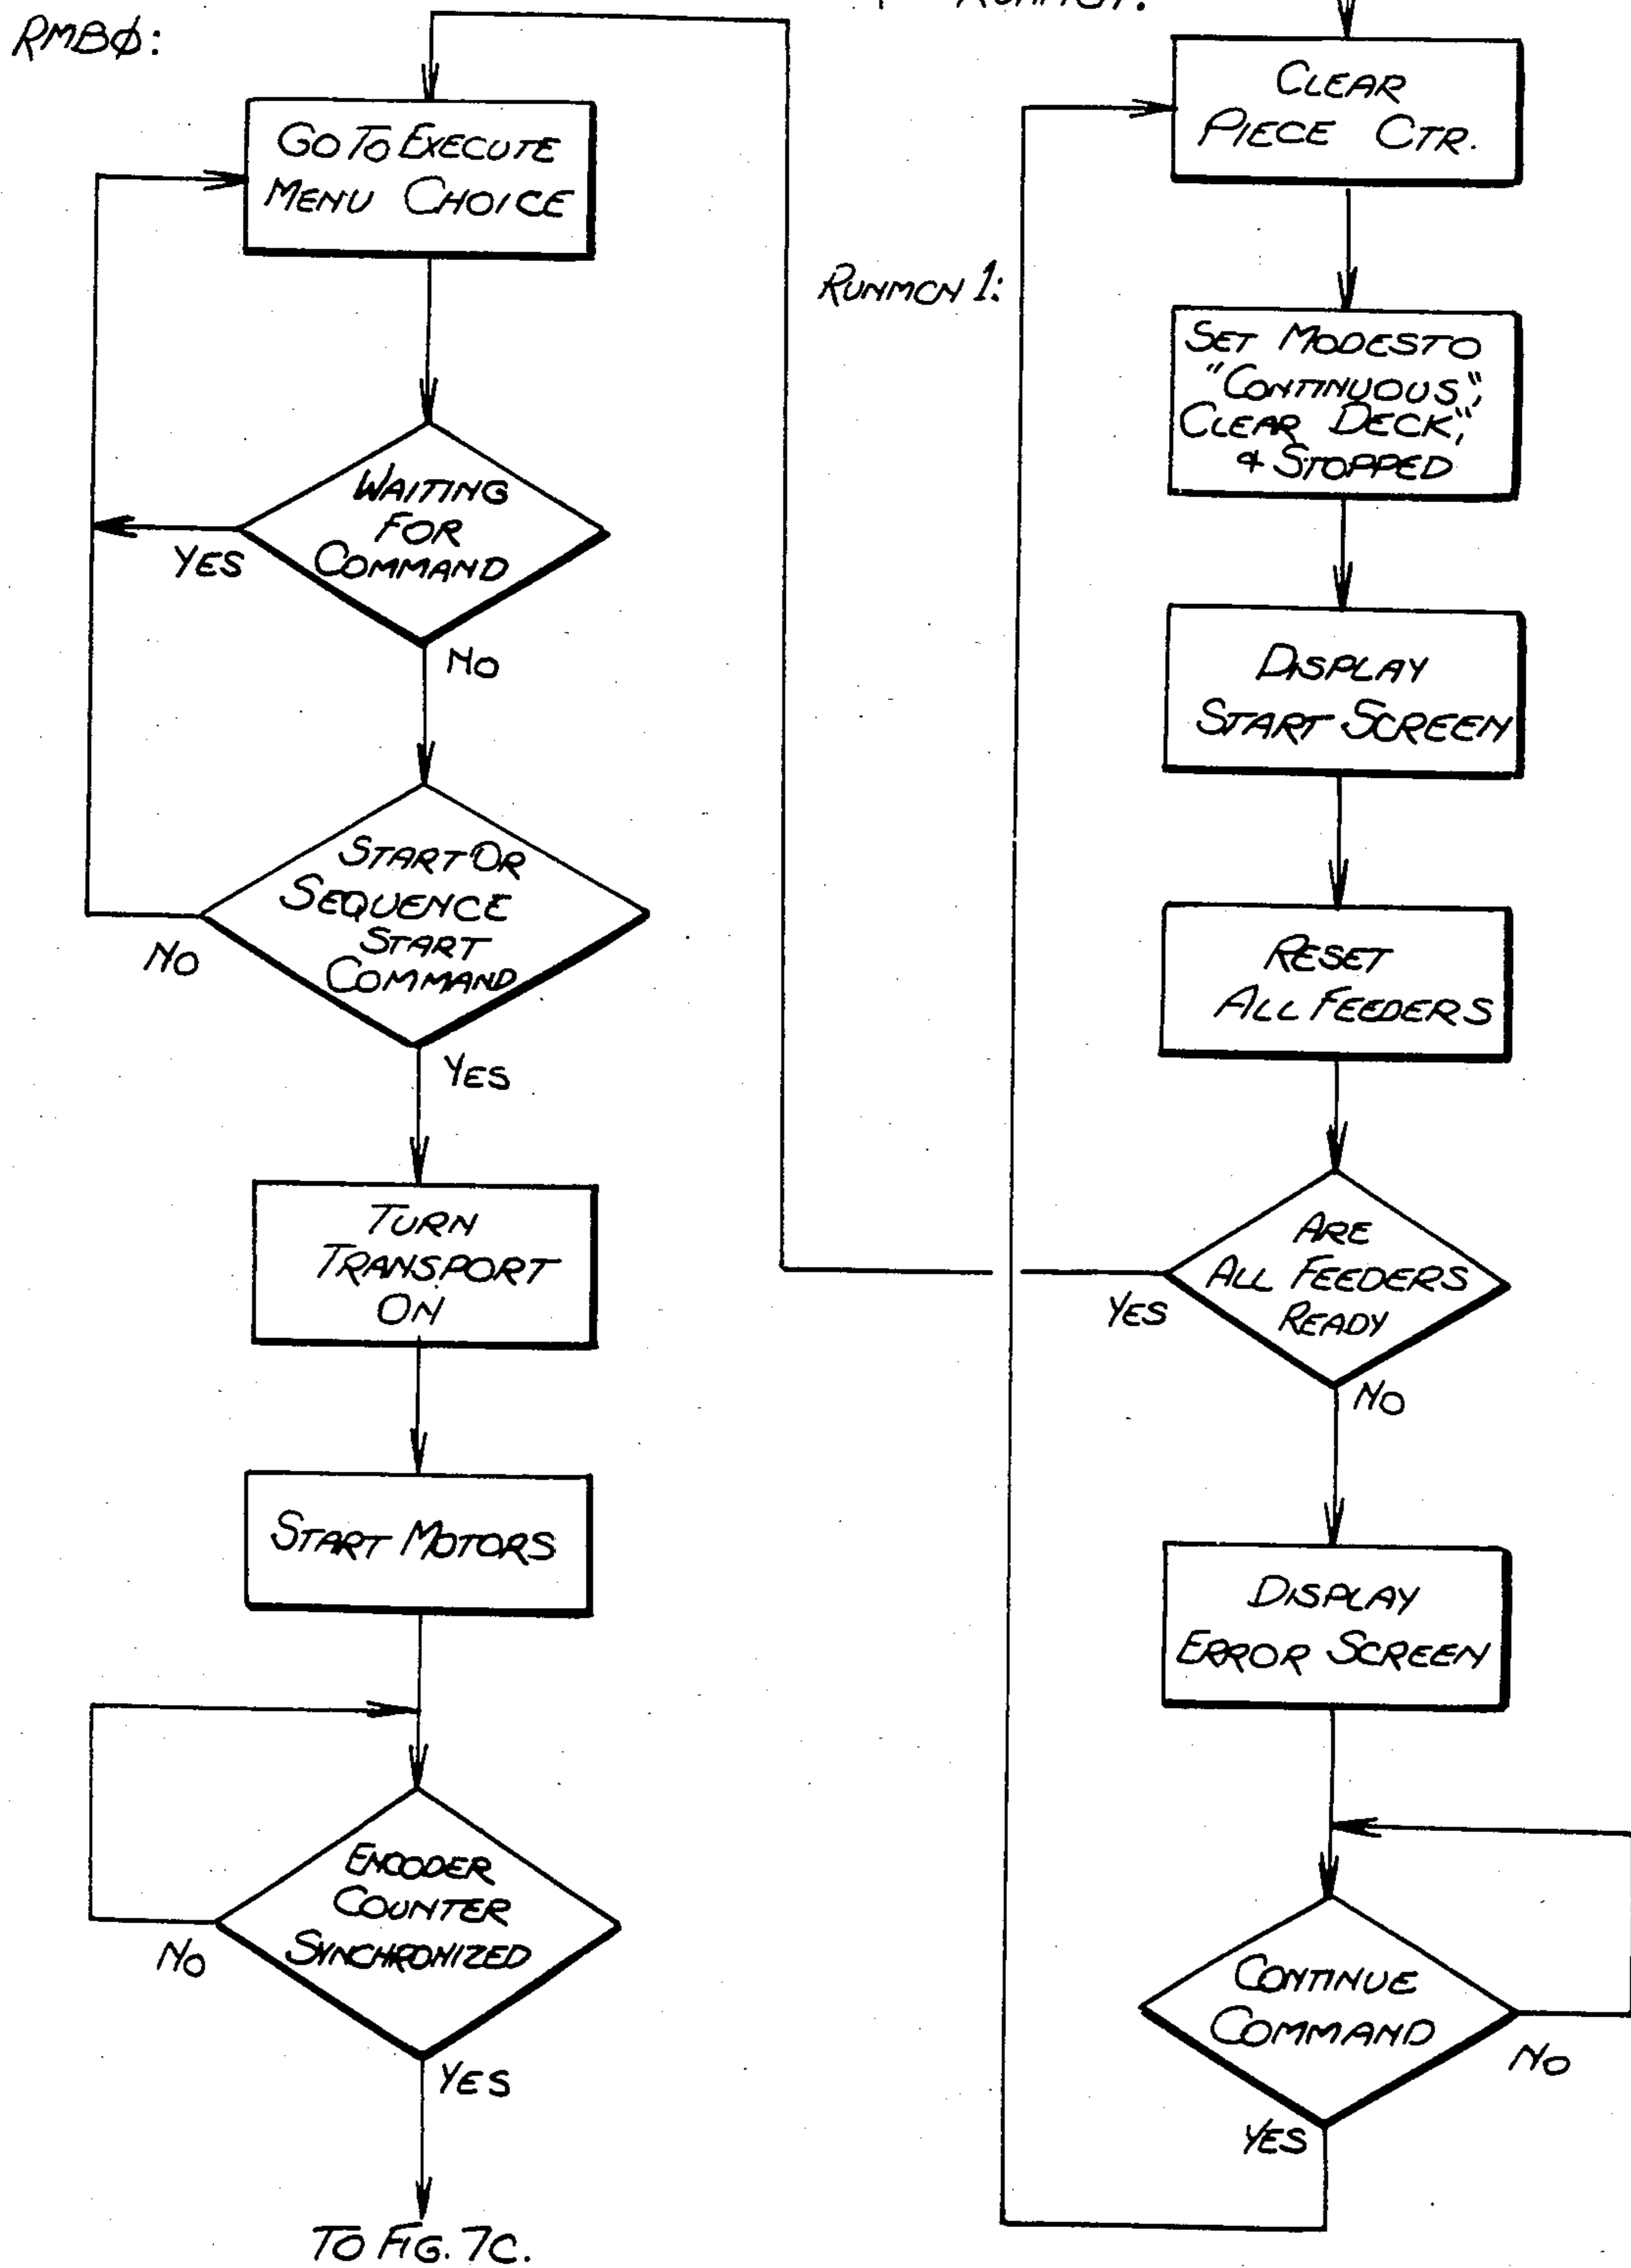 RMBØ:
GO TO EXECUTE
MENU CHOICE
WAITING
FOR
COMMAND
YES
NO
START OR
SEQUENCE
START
COMMAND
NO
YES
TURN
TRANSPORT
ON
START MOTORS
ENCODER
COUNTER
SYNCHRONIZED
NO
YES
TO FIG. 7C.
CLEAR
PIECE CTR.
RUNMCN 1:
SET MODES TO
"CONTINUOUS",
CLEAR DECK",
& STOPPED
DISPLAY
START SCREEN
RESET
ALL FEEDERS
ARE
ALL FEEDERS
READY
YES
NO
DISPLAY
ERROR SCREEN
CONTINUE
COMMAND
NO
YES